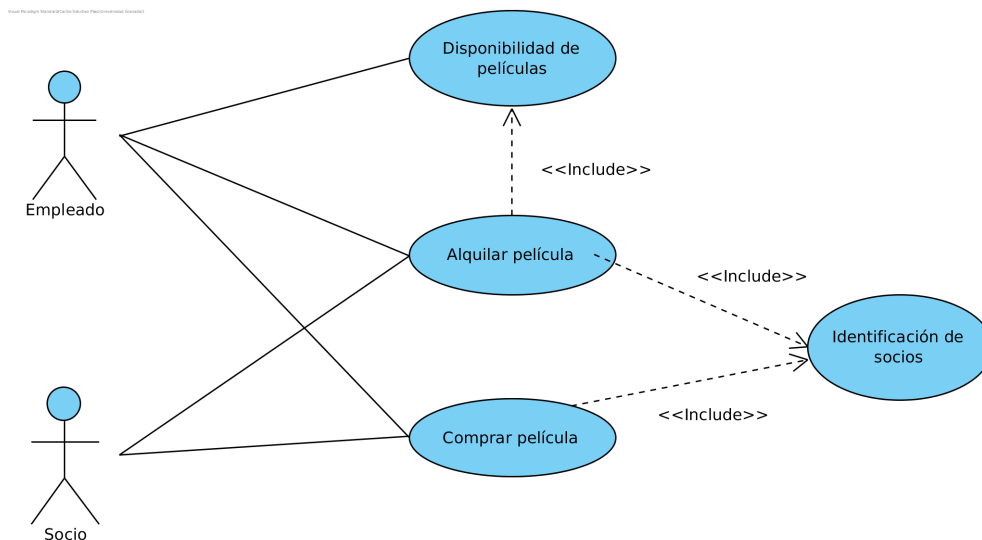 Disponibilidad de
películas
<<Include>>
Empleado
Alquilar película
<<Include>>
Identificación de
socios
<<Include>>
Comprar película
Socio